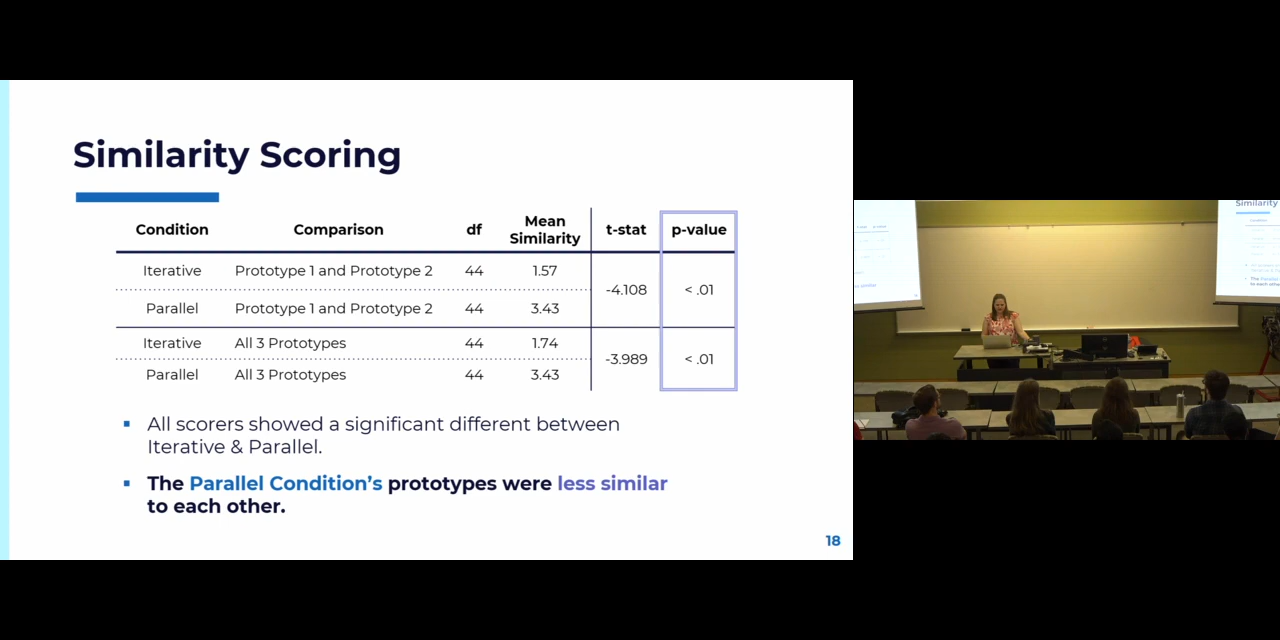 Similarity Scoring
Condition Comparison df Mean Similarity t-stat p-value
Iterative Prototype 1 and Prototype 2 44 1.57 -4.108 < .01
Parallel Prototype 1 and Prototype 2 44 3.43
Iterative All 3 Prototypes 44 1.74 -3.989 < .01
Parallel All 3 Prototypes 44 3.43
▪ All scorers showed a significant different between
Iterative & Parallel.
▪ The Parallel Condition's prototypes were less similar
to each other.
18
Similarity